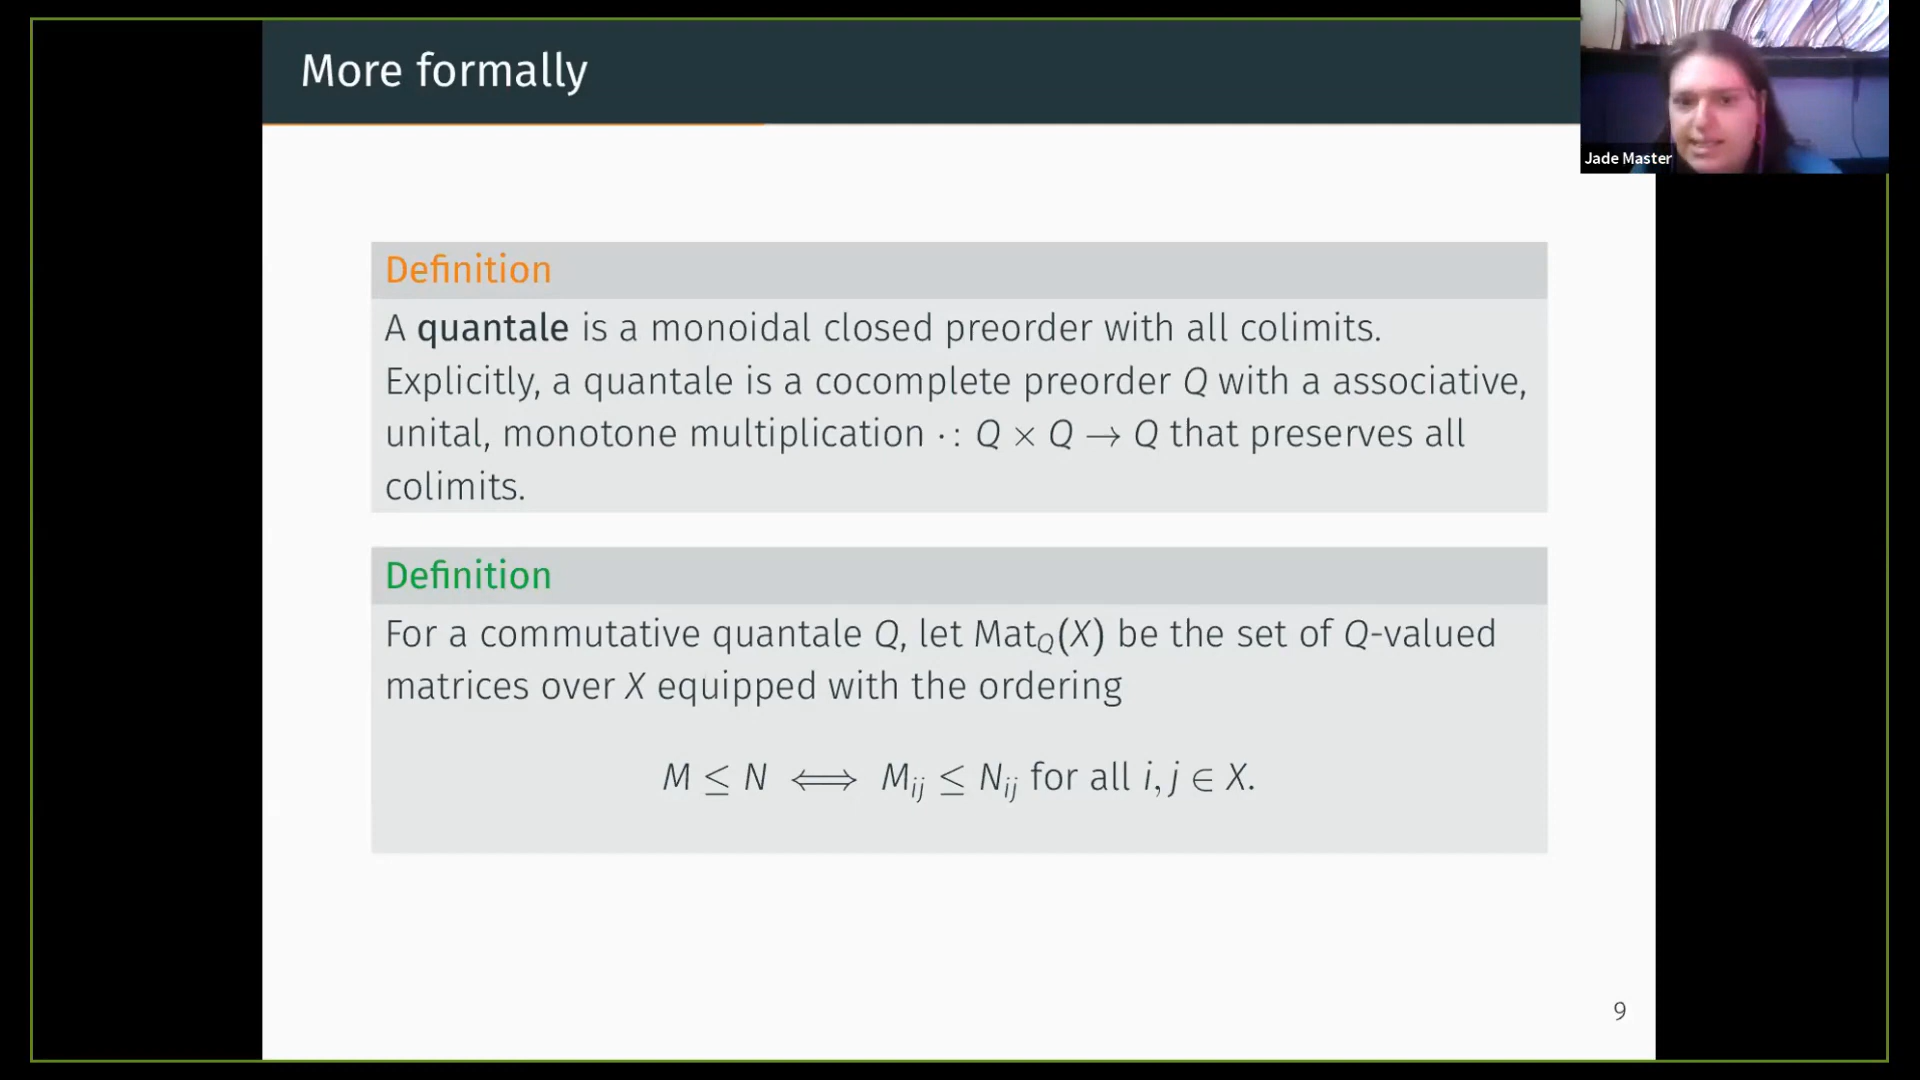 More formally
Jade Master
Definition
A quantale is a monoidal closed preorder with all colimits.
Explicitly, a quantale is a cocomplete preorder Q with a associative,
unital, monotone multiplication · : Q × Q → Q that preserves all
colimits.
Definition
For a commutative quantale Q, let Mat_Q(X) be the set of Q-valued
matrices over X equipped with the ordering
M ≤ N ⟺ M_ij ≤ N_ij for all i, j ∈ X.
9